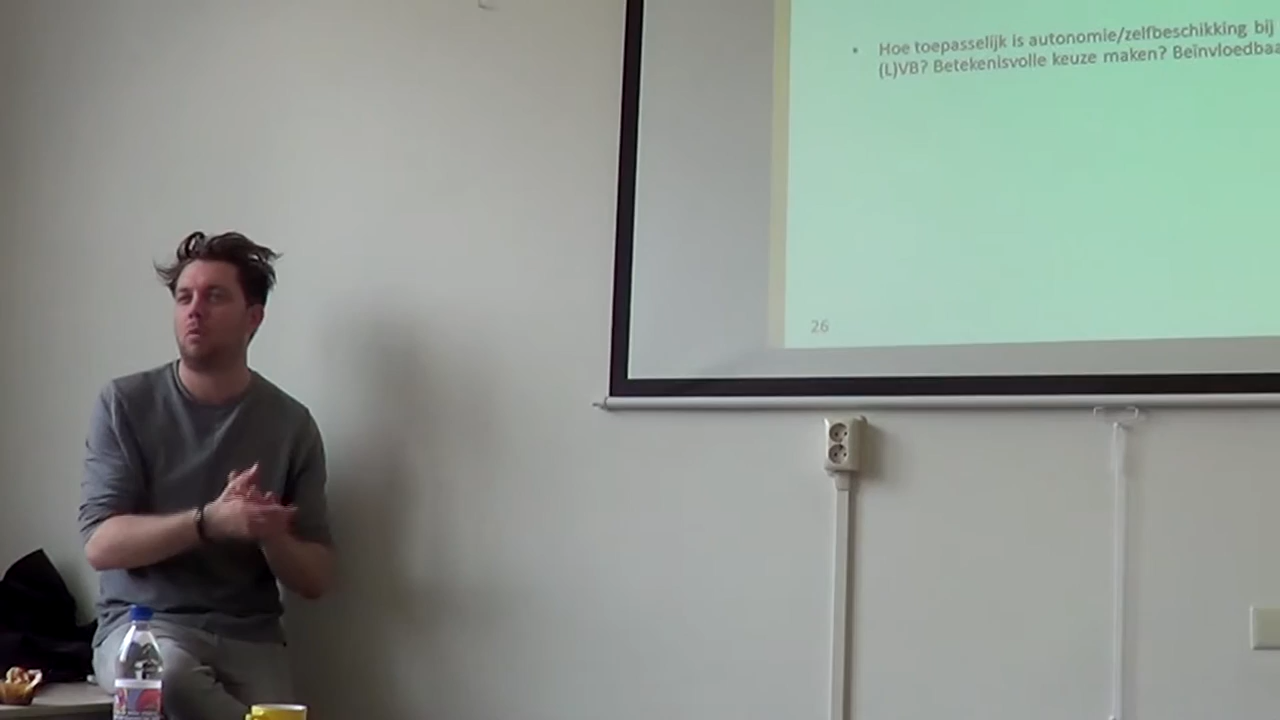 • Hoe toepasselijk is autonomie/zelfbeschikking bij
(L)VB? Betekenisvolle keuze maken? Beïnvloedbaa
26